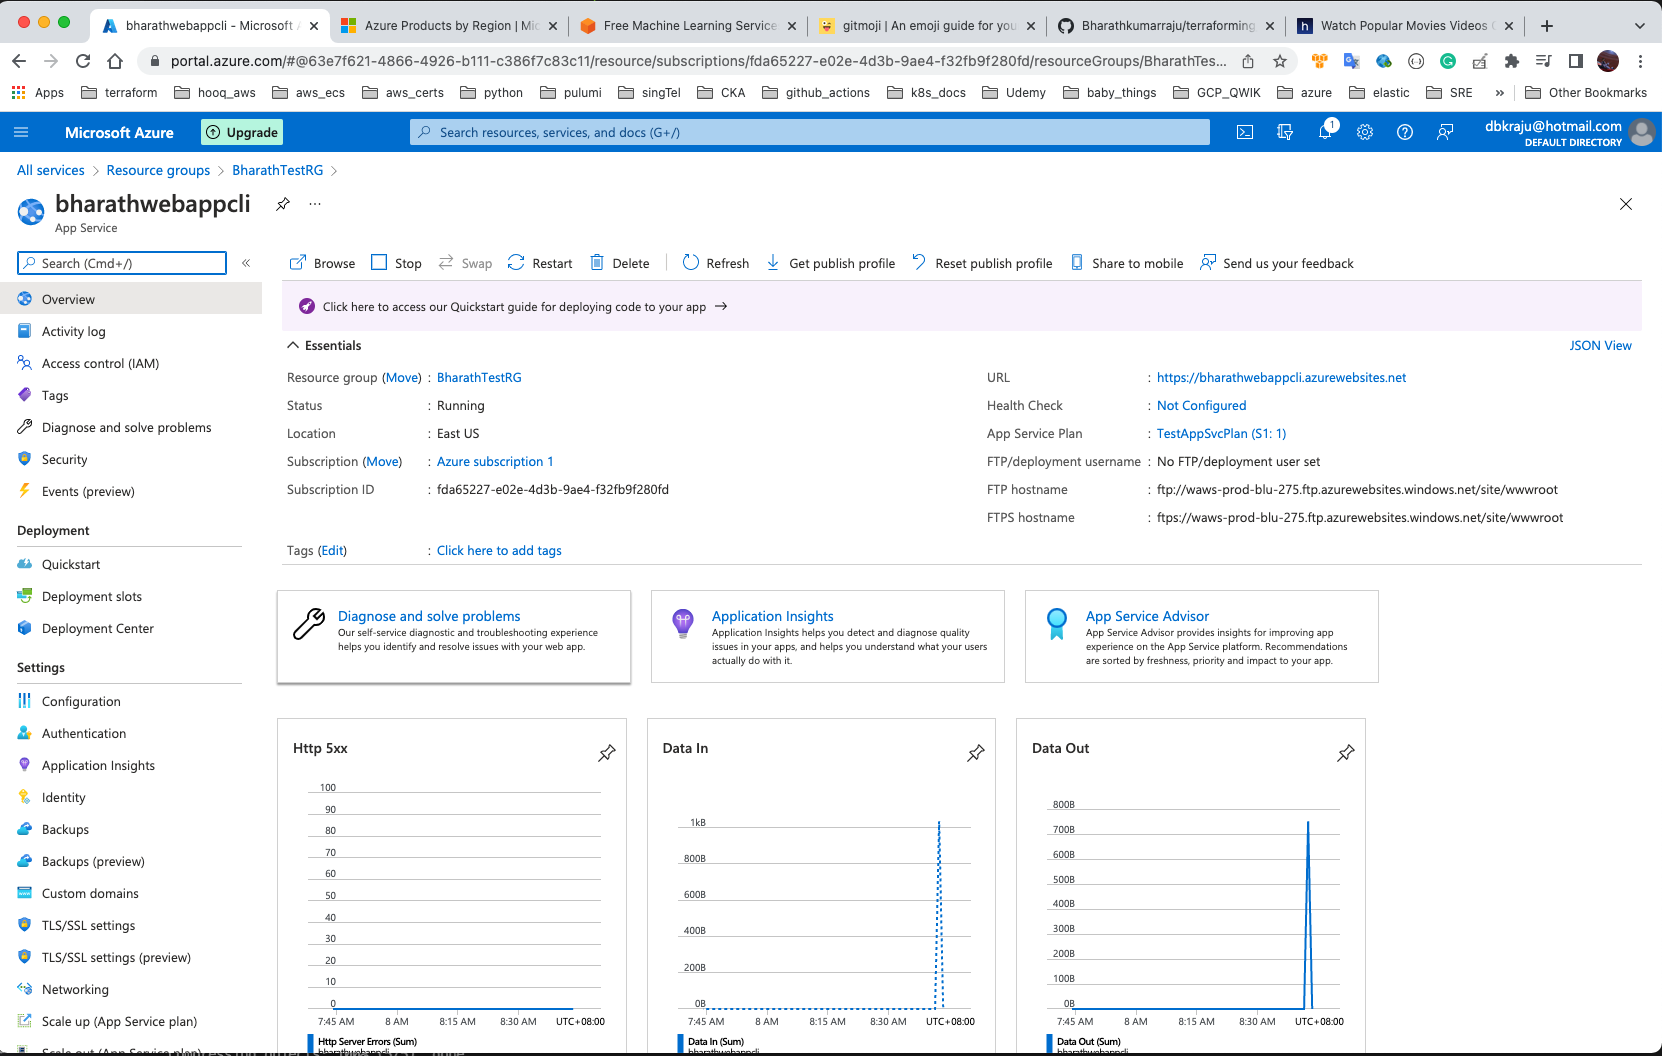 bharathwebappcli - Microsoft A
Azure Products by Region | Mic
Free Machine Learning Service
gitmoji | An emoji guide for you
Bharathkumarraju/terraforming
Watch Popular Movies Videos
portal.azure.com/#@63e7f621-4866-4926-b111-c386f7c83c11/resource/subscriptions/fda65227-e02e-4d3b-9ae4-f32fb9f280fd/resourceGroups/BharathTes...
Apps terraform hooq_aws aws_ecs aws_certs python pulumi singTel CKA github_actions k8s_docs Udemy baby_things GCP_QWIK azure elastic SRE » Other Bookmarks
Microsoft Azure Upgrade Search resources, services, and docs (G+/) 1 dbkraju@hotmail.com
DEFAULT DIRECTORY
All services > Resource groups > BharathTestRG >
bharathwebappcli ...
App Service
Search (Cmd+/) «
Overview
Activity log
Access control (IAM)
Tags
Diagnose and solve problems
Security
Events (preview)
Deployment
Quickstart
Deployment slots
Deployment Center
Settings
Configuration
Authentication
Application Insights
Identity
Backups
Backups (preview)
Custom domains
TLS/SSL settings
TLS/SSL settings (preview)
Networking
Scale up (App Service plan)
Scale out (App Service plan)
Browse Stop Swap Restart Delete Refresh Get publish profile Reset publish profile Share to mobile Send us your feedback
Click here to access our Quickstart guide for deploying code to your app →
Essentials JSON View
Resource group (Move) : BharathTestRG
Status : Running
Location : East US
Subscription (Move) : Azure subscription 1
Subscription ID : fda65227-e02e-4d3b-9ae4-f32fb9f280fd
URL : https://bharathwebappcli.azurewebsites.net
Health Check : Not Configured
App Service Plan : TestAppSvcPlan (S1: 1)
FTP/deployment username : No FTP/deployment user set
FTP hostname : ftp://waws-prod-blu-275.ftp.azurewebsites.windows.net/site/wwwroot
FTPS hostname : ftps://waws-prod-blu-275.ftp.azurewebsites.windows.net/site/wwwroot
Tags (Edit) : Click here to add tags
Diagnose and solve problems
Our self-service diagnostic and troubleshooting experience
helps you identify and resolve issues with your web app.
Application Insights
Application Insights helps you detect and diagnose quality
issues in your apps, and helps you understand what your users
actually do with it.
App Service Advisor
App Service Advisor provides insights for improving app
experience on the App Service platform. Recommendations
are sorted by freshness, priority and impact to your app.
Http 5xx
100
90
80
70
60
50
40
30
20
10
0
7:45 AM 8 AM 8:15 AM 8:30 AM UTC+08:00
Http Server Errors (Sum)
bharathwebappcli
Data In
1kB
800B
600B
400B
200B
0B
7:45 AM 8 AM 8:15 AM 8:30 AM UTC+08:00
Data In (Sum)
bharathwebappcli
Data Out
800B
700B
600B
500B
400B
300B
200B
100B
0B
7:45 AM 8 AM 8:15 AM 8:30 AM UTC+08:00
Data Out (Sum)
bharathwebappcli